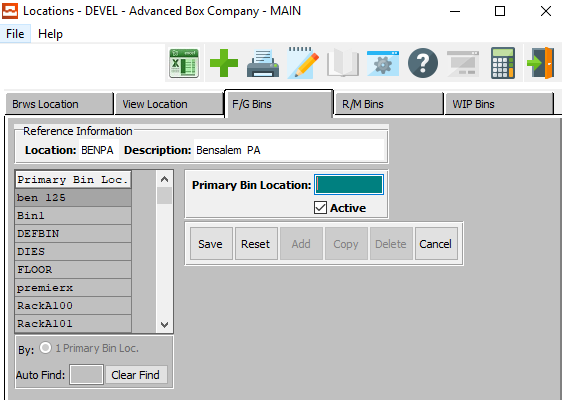 Locations - DEVEL - Advanced Box Company - MAIN
File Help
Brws Location View Location F/G Bins R/M Bins WIP Bins
Reference Information
Location: BENPA Description: Bensalem PA
Primary Bin Loc.
ben 125
Bin1
DEFBIN
DIES
FLOOR
premierx
RackA100
RackA101
Primary Bin Location:
Active
Save Reset Add Copy Delete Cancel
By: 1 Primary Bin Loc.
Auto Find: Clear Find